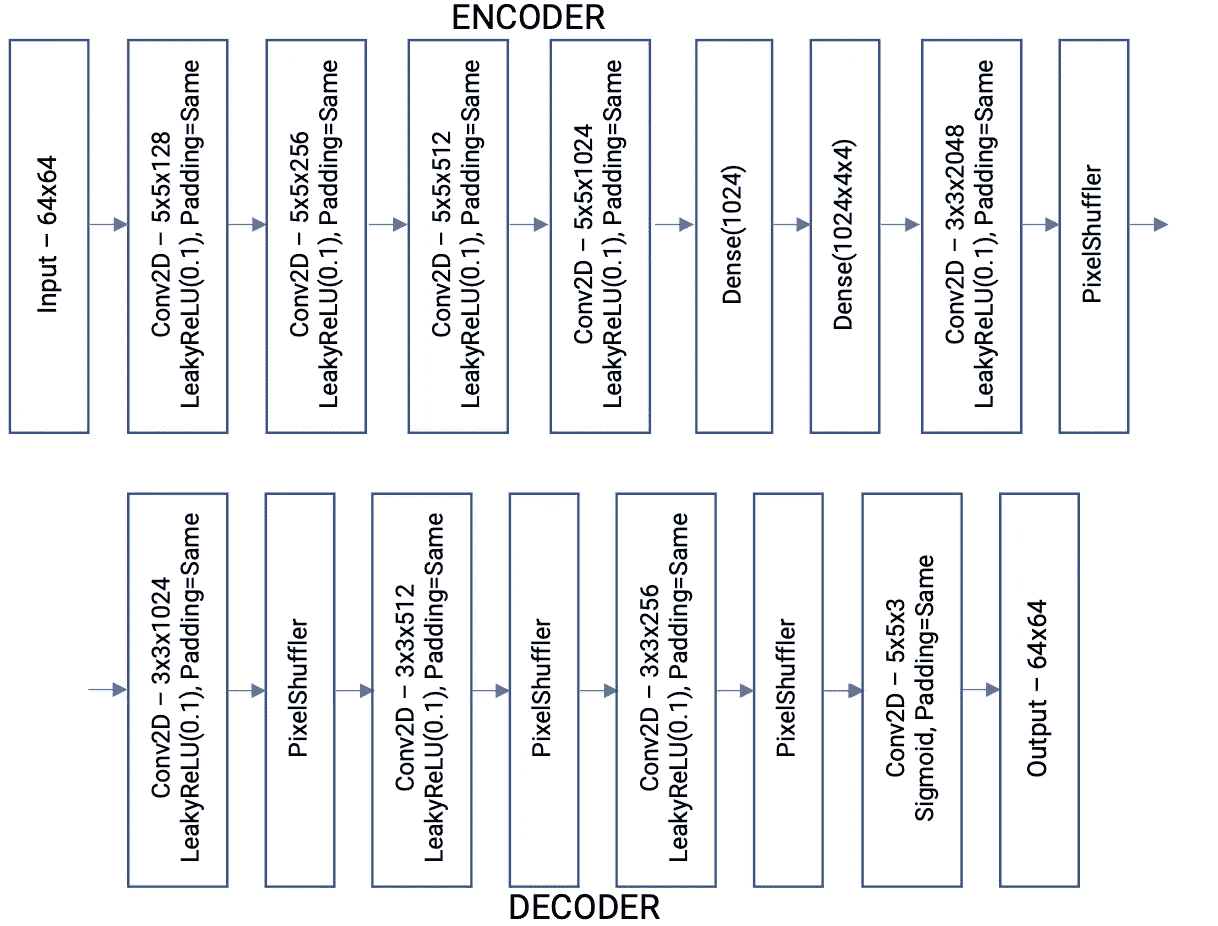 ENCODER
Input – 64x64
Conv2D – 5x5x128
LeakyReLU(0.1), Padding=Same
Conv2D – 5x5x256
LeakyReLU(0.1), Padding=Same
Conv2D – 5x5x512
LeakyReLU(0.1), Padding=Same
Conv2D – 5x5x1024
LeakyReLU(0.1), Padding=Same
Dense(1024)
Dense(1024x4x4)
Conv2D – 3x3x2048
LeakyReLU(0.1), Padding=Same
PixelShuffler
Conv2D – 3x3x1024
LeakyReLU(0.1), Padding=Same
PixelShuffler
Conv2D – 3x3x512
LeakyReLU(0.1), Padding=Same
PixelShuffler
Conv2D – 3x3x256
LeakyReLU(0.1), Padding=Same
PixelShuffler
Conv2D – 5x5x3
Sigmoid, Padding=Same
Output – 64x64
DECODER